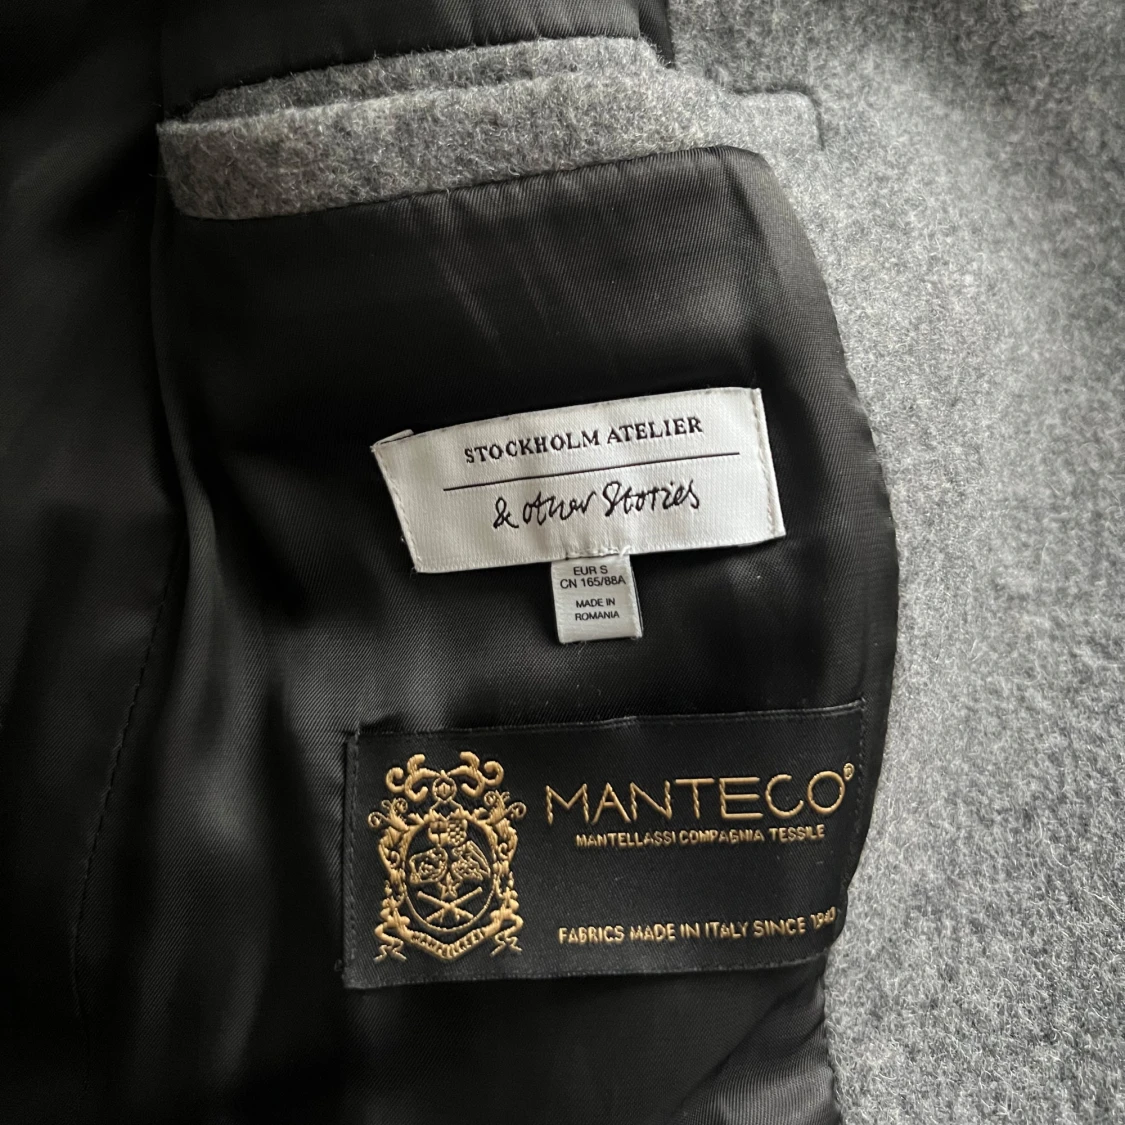 STOCKHOLM ATELIER
& other Stories
EUR S
CN 165/88A
MADE IN
ROMANIA
MANTECO®
MANTELLASSI COMPAGNIA TESSILE
FABRICS MADE IN ITALY SINCE